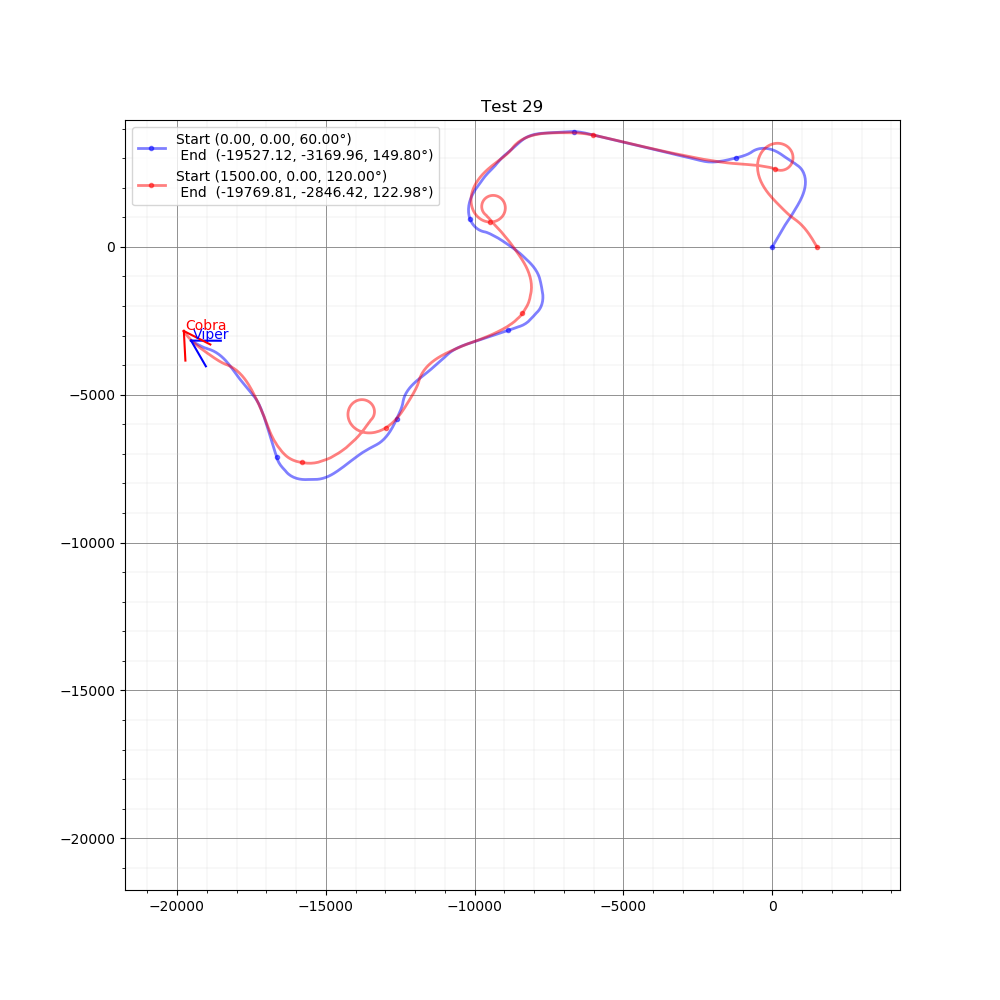 Test 29
Start (0.00, 0.00, 60.00°)
End (-19527.12, -3169.96, 149.80°)
Start (1500.00, 0.00, 120.00°)
End (-19769.81, -2846.42, 122.98°)
0
Cobra
Viper
−5000
−10000
−15000
−20000
−20000 −15000 −10000 −5000 0